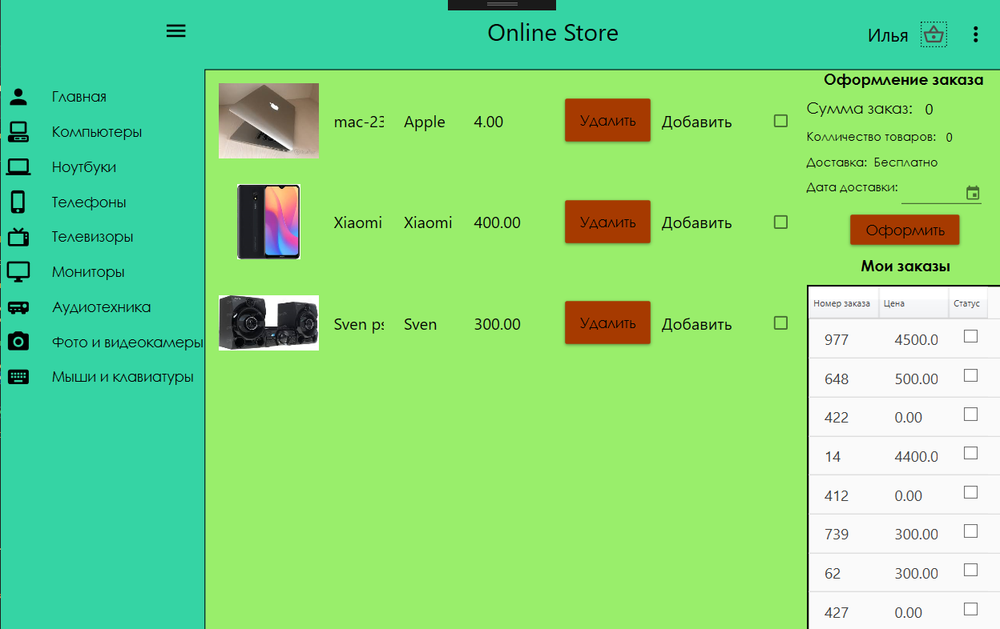 Online Store
Илья
Главная
Компьютеры
Ноутбуки
Телефоны
Телевизоры
Мониторы
Аудиотехника
Фото и видеокамеры
Мыши и клавиатуры
mac-23 Apple 4.00 Удалить Добавить
Xiaomi Xiaomi 400.00 Удалить Добавить
Sven ps Sven 300.00 Удалить Добавить
Оформление заказа
Сумма заказ: 0
Колличество товаров: 0
Доставка: Бесплатно
Дата доставки:
Оформить
Мои заказы
Номер заказа Цена Статус
977 4500.0
648 500.00
422 0.00
14 4400.0
412 0.00
739 300.00
62 300.00
427 0.00